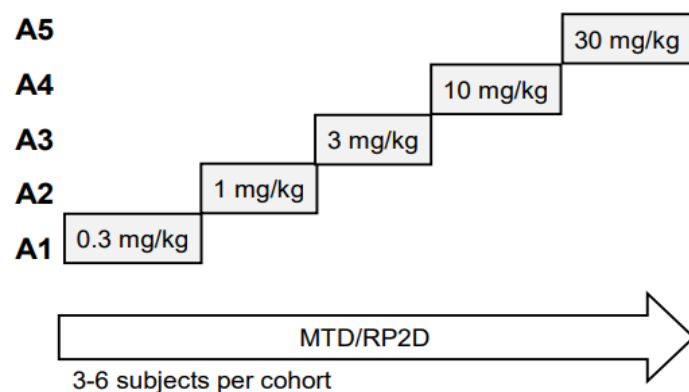 A5
30 mg/kg
A4
10 mg/kg
A3
3 mg/kg
A2
1 mg/kg
A1
0.3 mg/kg
MTD/RP2D
3-6 subjects per cohort